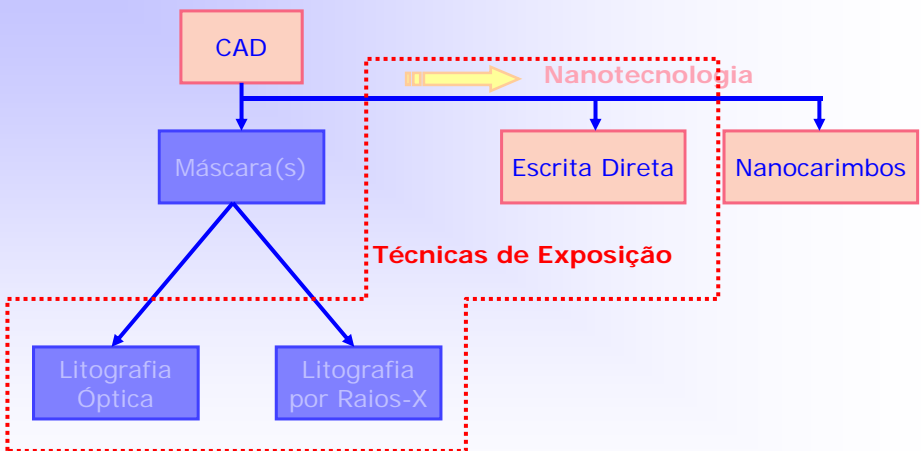 CAD
Nanotecnologia
Máscara(s)
Escrita Direta
Nanocarimbos
Técnicas de Exposição
Litografia
Óptica
Litografia
por Raios-X